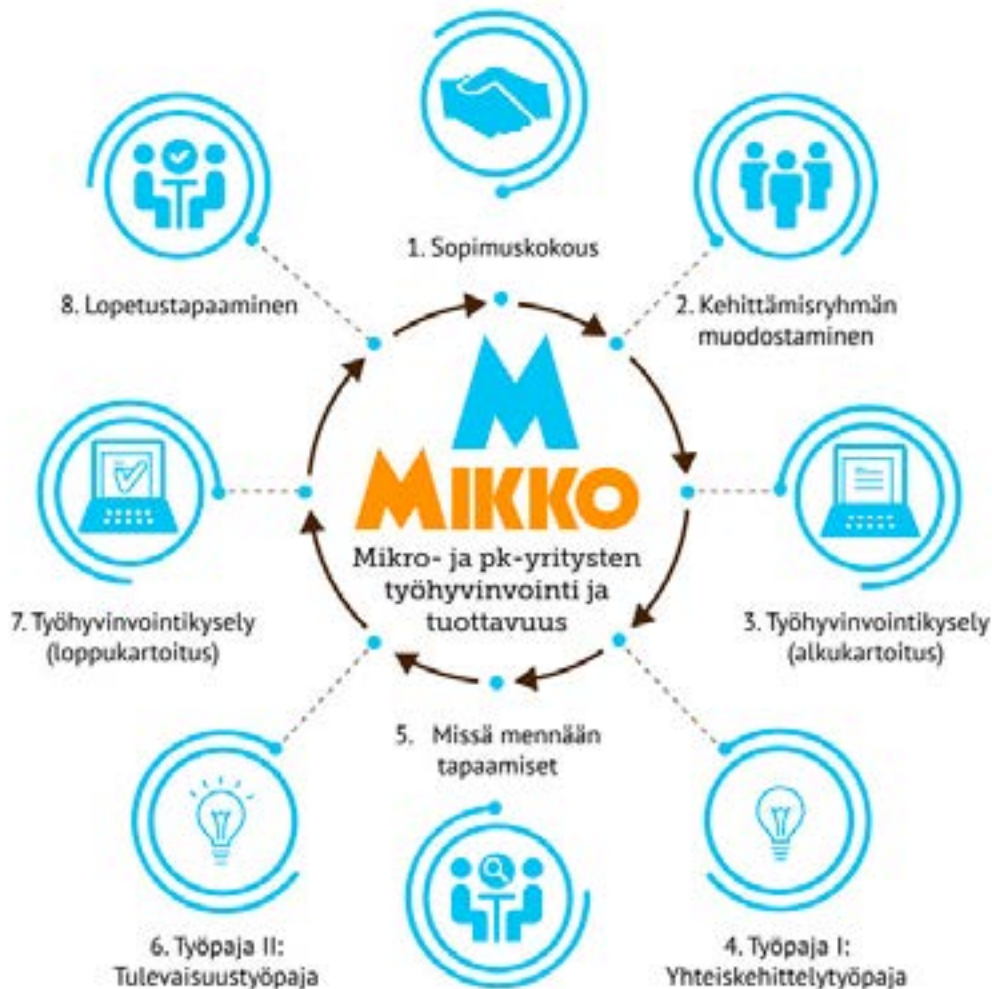 1. Sopimuskokous
2. Kehittämisryhmän
muodostaminen
3. Työhyvinvointikysely
(alkukartoitus)
4. Työpaja I:
Yhteiskehittelytyöpaja
5. Missä mennään
tapaamiset
6. Työpaja II:
Tulevaisuustyöpaja
7. Työhyvinvointikysely
(loppukartoitus)
8. Lopetustapaaminen
M
MIKKO
Mikro- ja pk-yritysten
työhyvinvointi ja
tuottavuus